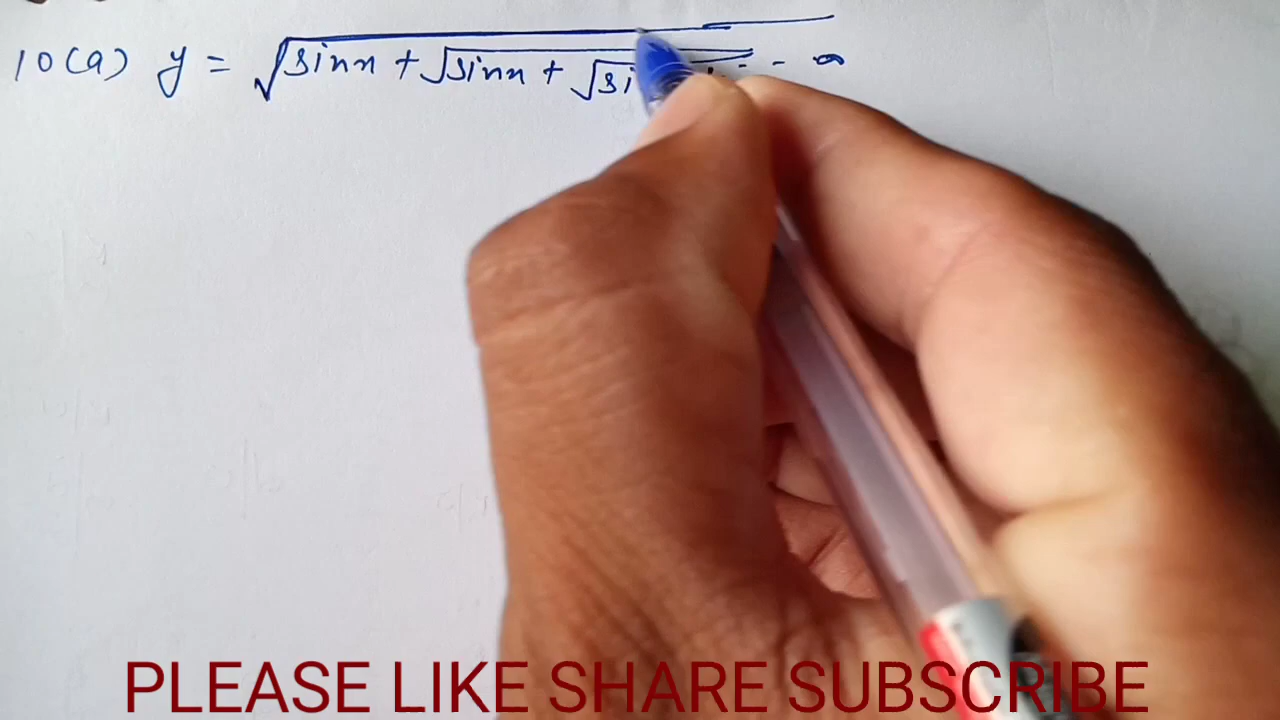 10(a) y = √sinx + √sinx + √si - - ∞
PLEASE LIKE SHARE SUBSCRIBE